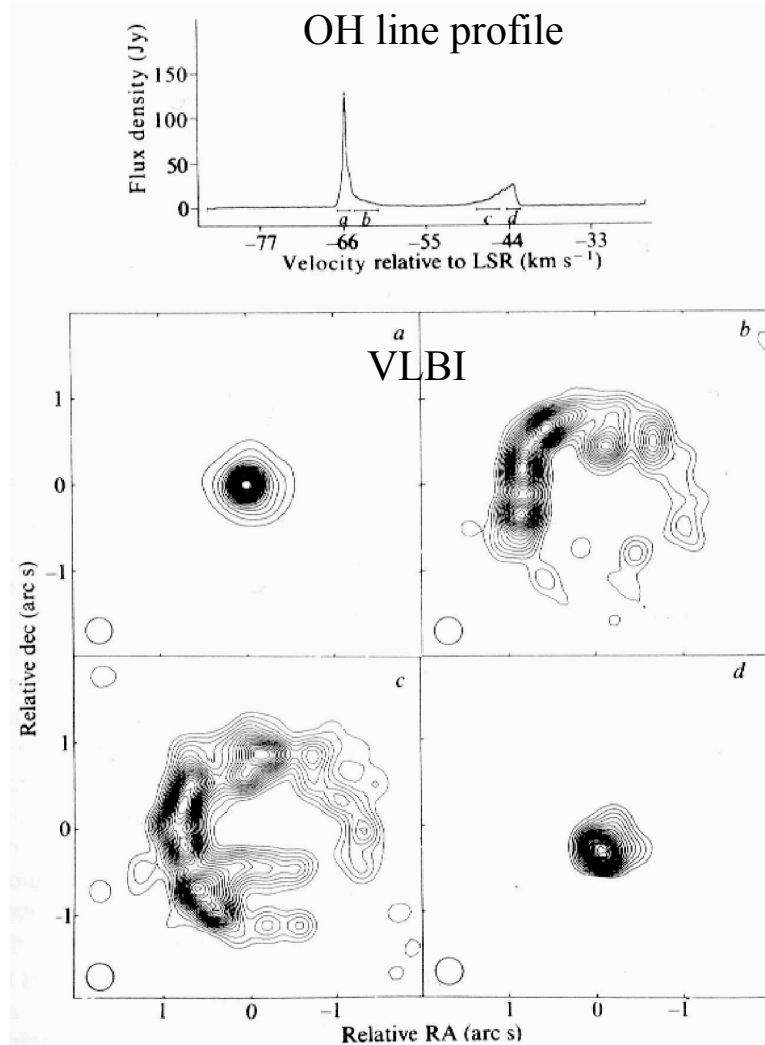 OH line profile
Flux density (Jy)
150
100
50
0
a b c d
−77 −66 −55 −44 −33
Velocity relative to LSR (km s⁻¹)
a b
VLBI
1
0
−1
Relative dec (arc s)
c d
1
0
−1
1 0 −1 1 0 −1
Relative RA (arc s)